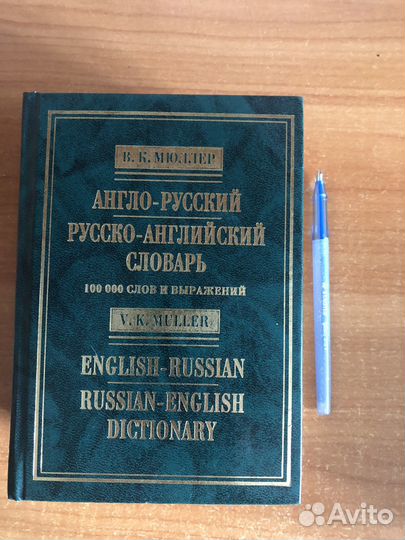 В. К. МЮЛЛЕР
АНГЛО-РУССКИЙ
РУССКО-АНГЛИЙСКИЙ
СЛОВАРЬ
100 000 СЛОВ И ВЫРАЖЕНИЙ
V. K. MULLER
ENGLISH-RUSSIAN
RUSSIAN-ENGLISH
DICTIONARY
Avito